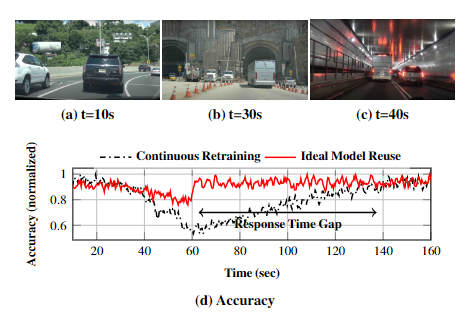 (a) t=10s (b) t=30s (c) t=40s
Continuous Retraining Ideal Model Reuse
Accuracy (normalized)
1
0.8
0.6
Response Time Gap
20 40 60 80 100 120 140 160
Time (sec)
(d) Accuracy